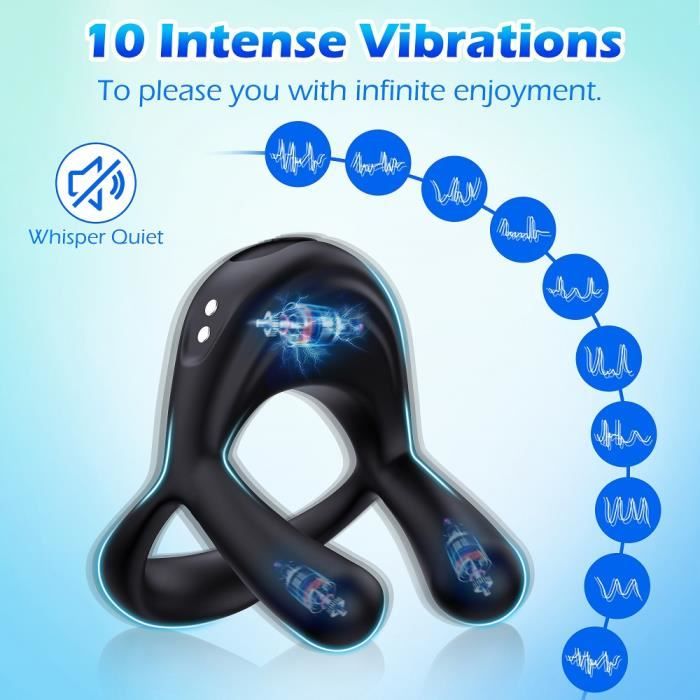 10 Intense Vibrations
To please you with infinite enjoyment.
Whisper Quiet